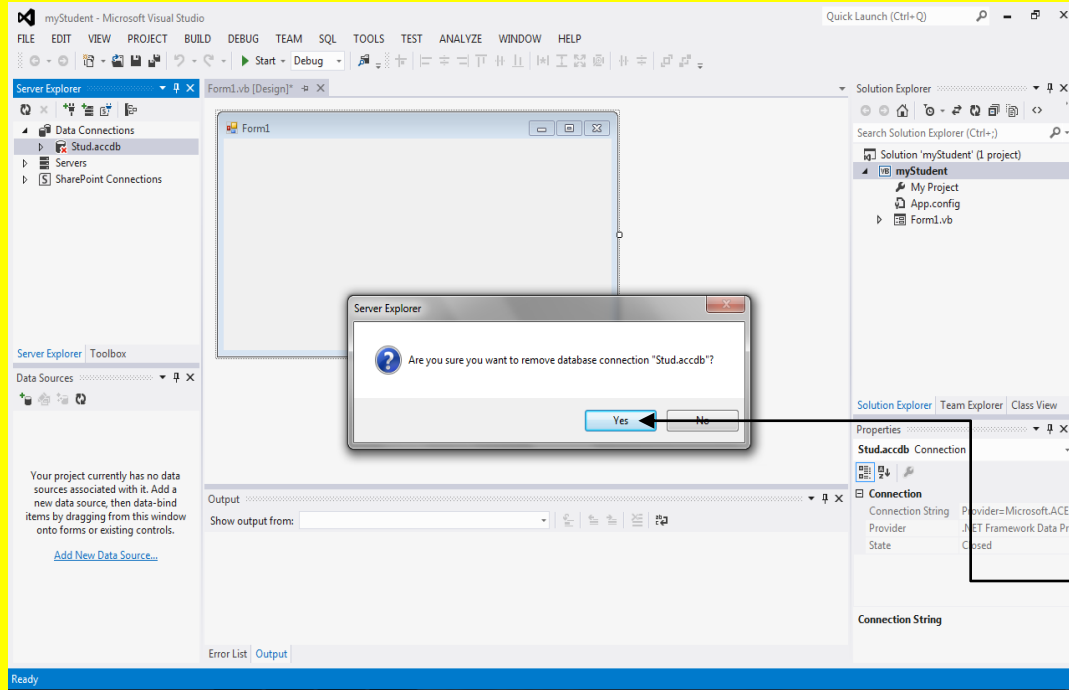 myStudent - Microsoft Visual Studio
Quick Launch (Ctrl+Q)
FILE EDIT VIEW PROJECT BUILD DEBUG TEAM SQL TOOLS TEST ANALYZE WINDOW HELP
Start Debug
Server Explorer
Data Connections
Stud.accdb
Servers
SharePoint Connections
Server Explorer Toolbox
Data Sources
Your project currently has no data
sources associated with it. Add a
new data source, then data-bind
items by dragging from this window
onto forms or existing controls.
Add New Data Source...
Form1.vb [Design]*
Form1
Server Explorer
Are you sure you want to remove database connection "Stud.accdb"?
Yes No
Output
Show output from:
Error List Output
Solution Explorer
Search Solution Explorer (Ctrl+;)
Solution 'myStudent' (1 project)
VB myStudent
My Project
App.config
Form1.vb
Solution Explorer Team Explorer Class View
Properties
Stud.accdb Connection
Connection
Connection String Provider=Microsoft.ACE
Provider .NET Framework Data Pr
State Closed
Connection String
Ready